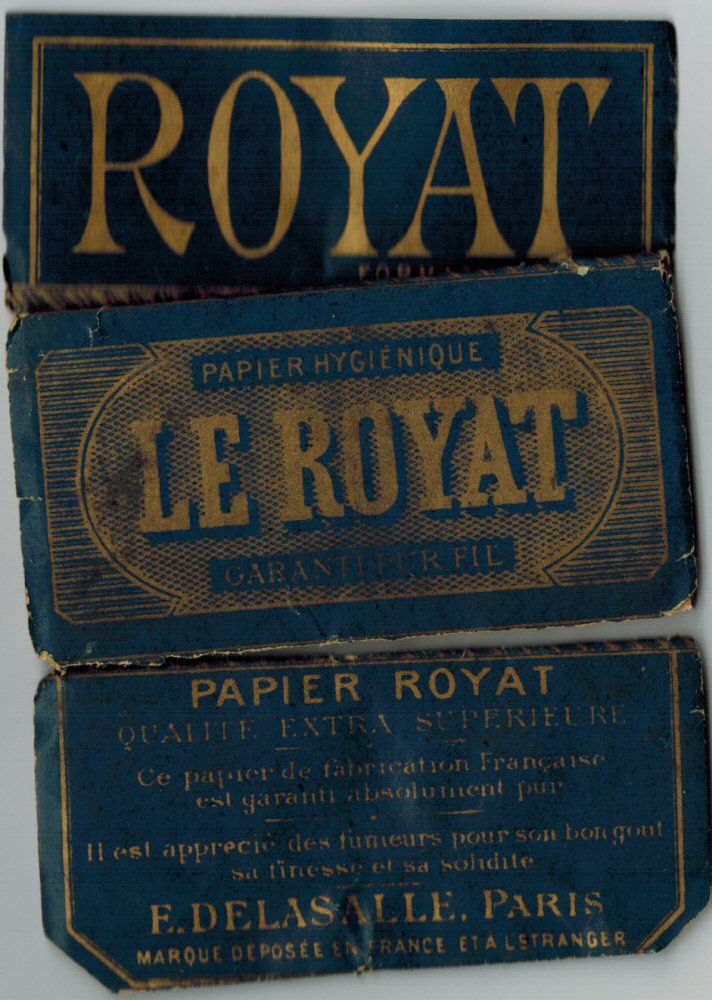 ROYAT
PAPIER HYGIÉNIQUE
LE ROYAT
GARANTI PUR FIL
PAPIER ROYAT
QUALITÉ EXTRA SUPÉRIEURE
Ce papier de fabrication Française
est garanti absolument pur
Il est apprécié des fumeurs pour son bon gout
sa finesse et sa solidité
E. DELASALLE. PARIS
MARQUE DÉPOSÉE EN FRANCE ET A L'ETRANGER